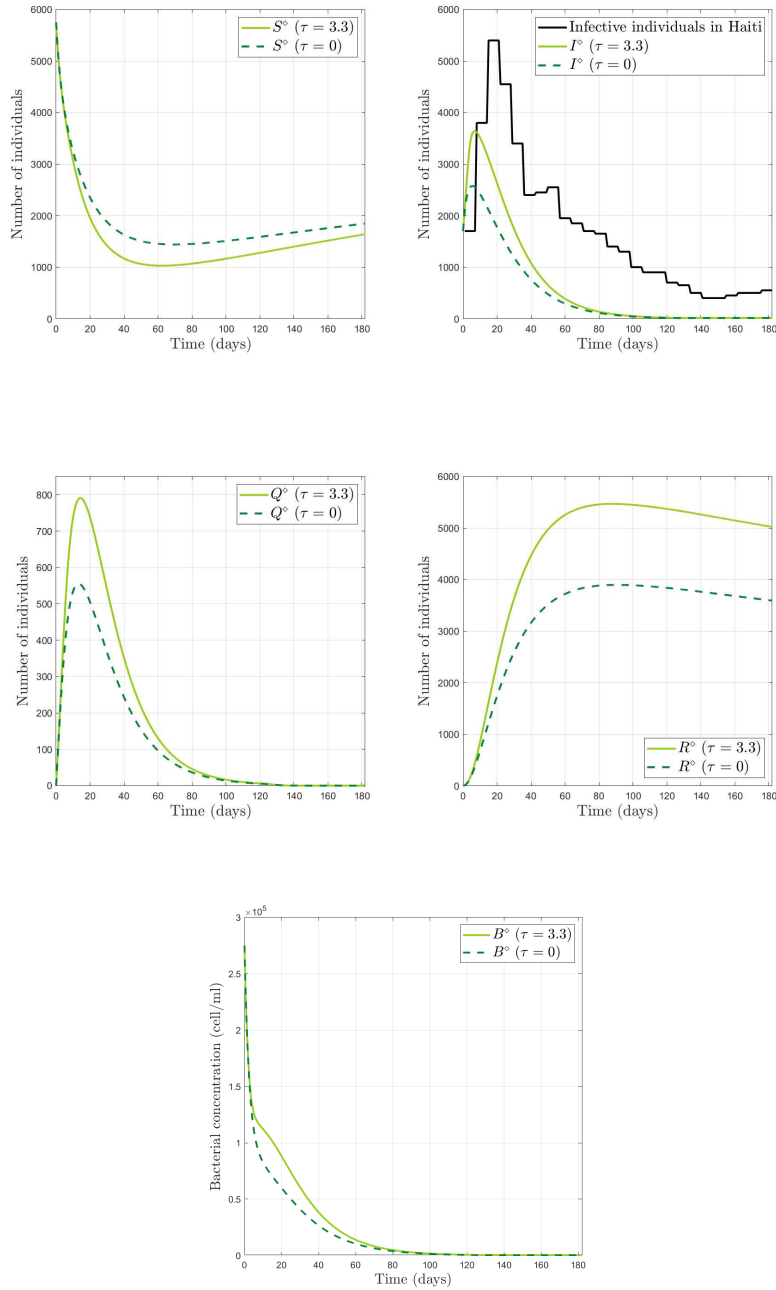 6000
5000
4000
3000
2000
1000
0
Number of individuals
S⋄ (τ = 3.3)
S⋄ (τ = 0)
0 20 40 60 80 100 120 140 160 180
Time (days)
6000
5000
4000
3000
2000
1000
0
Number of individuals
Infective individuals in Haiti
I⋄ (τ = 3.3)
I⋄ (τ = 0)
0 20 40 60 80 100 120 140 160 180
Time (days)
800
700
600
500
400
300
200
100
0
Number of individuals
Q⋄ (τ = 3.3)
Q⋄ (τ = 0)
0 20 40 60 80 100 120 140 160 180
Time (days)
6000
5000
4000
3000
2000
1000
0
Number of individuals
R⋄ (τ = 3.3)
R⋄ (τ = 0)
0 20 40 60 80 100 120 140 160 180
Time (days)
×10⁵
3
2.5
2
1.5
1
0.5
0
Bacterial concentration (cell/ml)
B⋄ (τ = 3.3)
B⋄ (τ = 0)
0 20 40 60 80 100 120 140 160 180
Time (days)